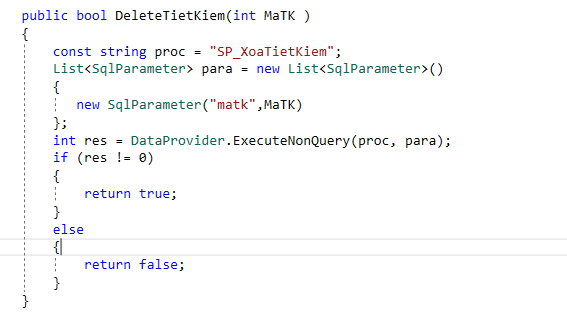 public bool DeleteTietKiem(int MaTK )
{
const string proc = "SP_XoaTietKiem";
List<SqlParameter> para = new List<SqlParameter>()
{
new SqlParameter("matk",MaTK)
};
int res = DataProvider.ExecuteNonQuery(proc, para);
if (res != 0)
{
return true;
}
else
{
return false;
}
}